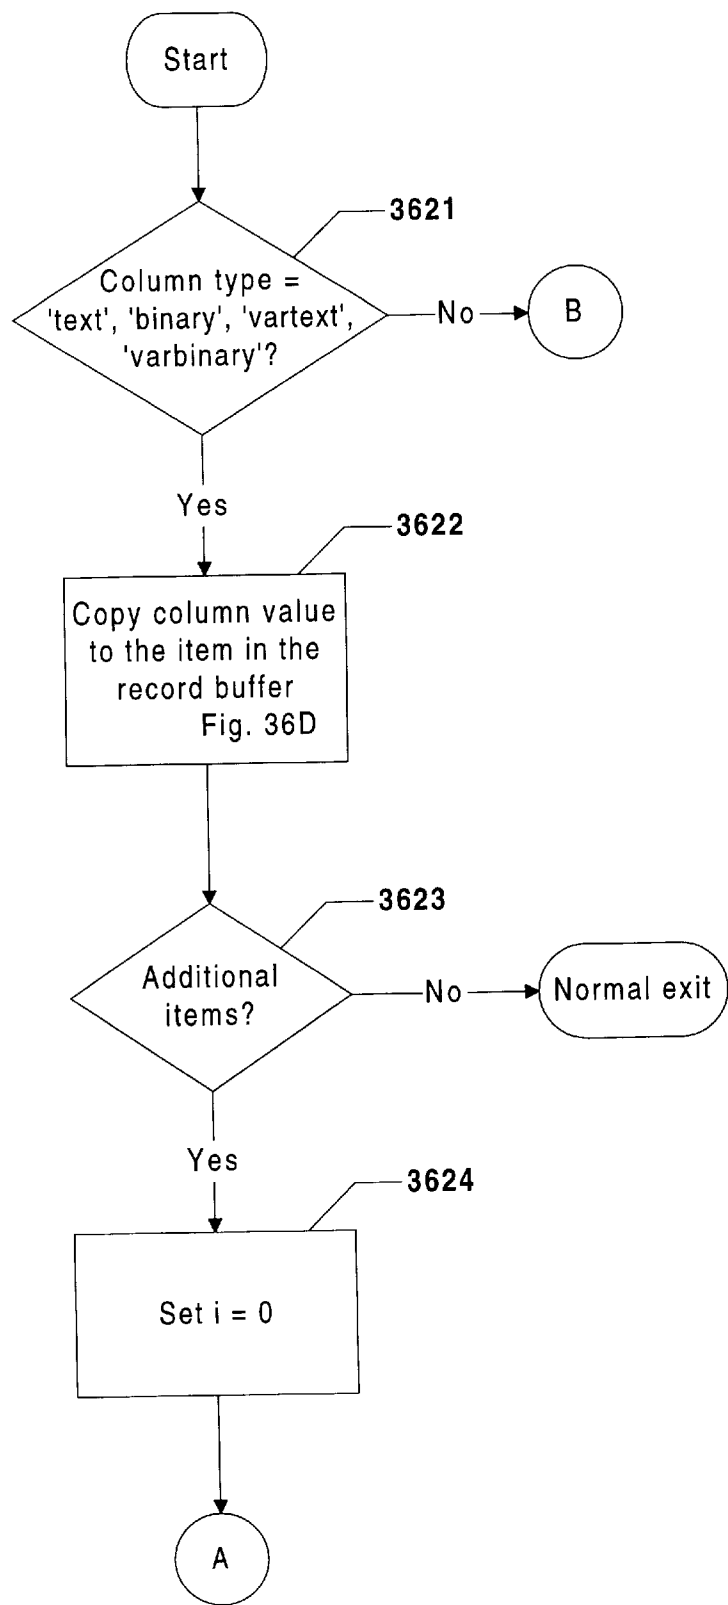 Start
3621
Column type =
'text', 'binary', 'vartext',
'varbinary'?
No
B
Yes
3622
Copy column value
to the item in the
record buffer
Fig. 36D
3623
Additional
items?
No
Normal exit
Yes
3624
Set i = 0
A